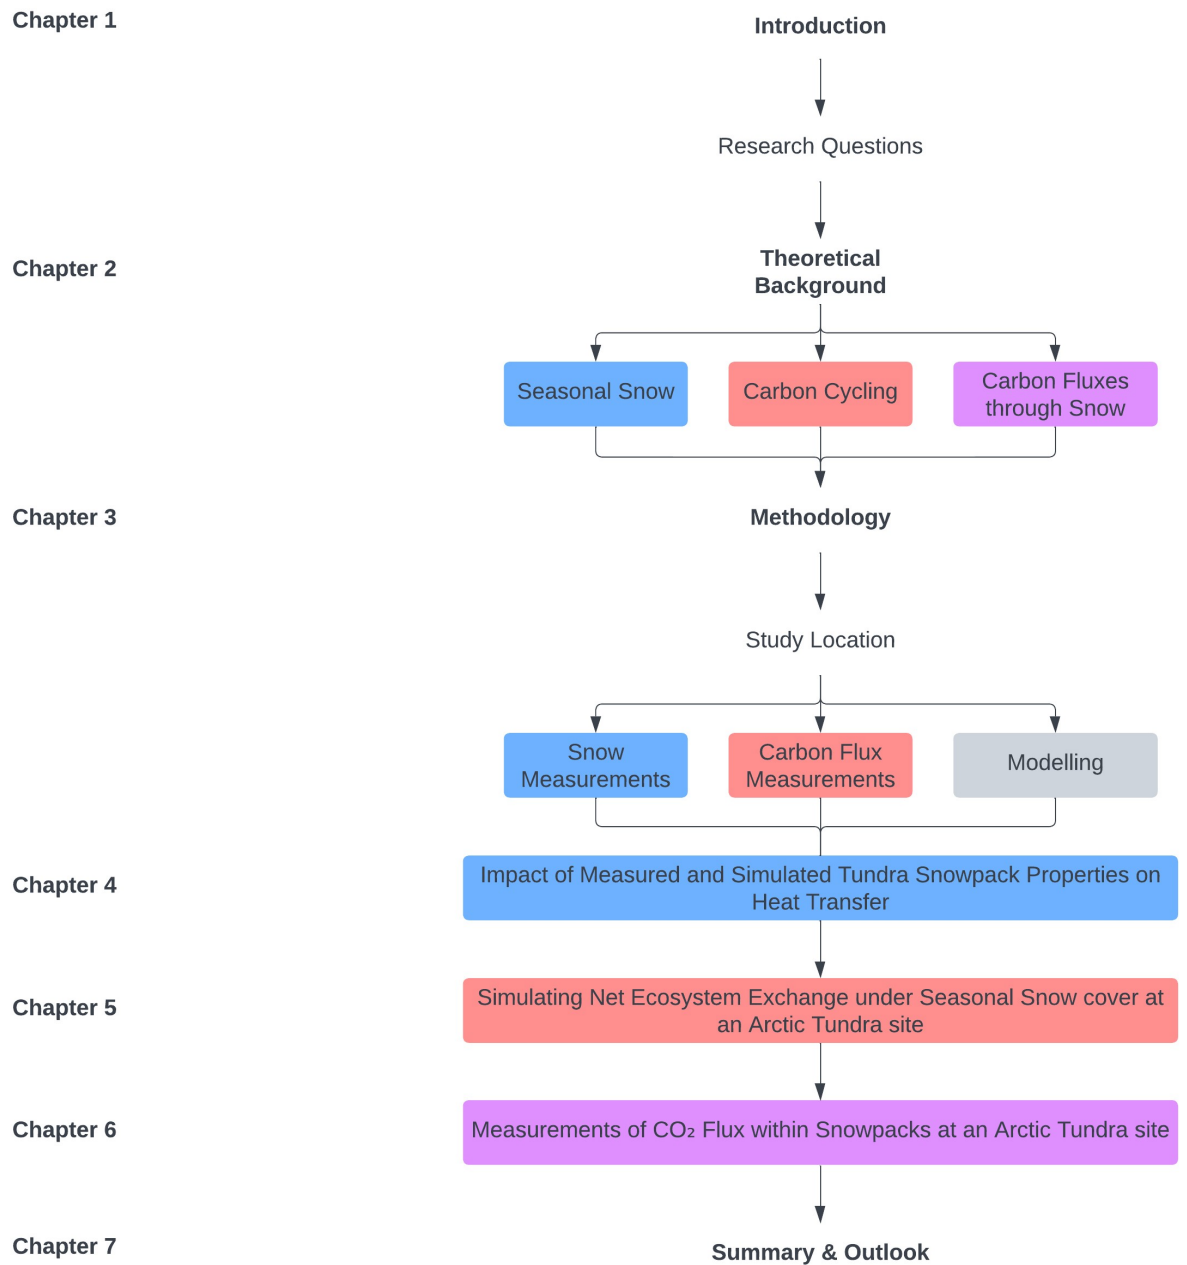 Chapter 1
Introduction
Research Questions
Chapter 2
Theoretical
Background
Seasonal Snow
Carbon Cycling
Carbon Fluxes
through Snow
Chapter 3
Methodology
Study Location
Snow
Measurements
Carbon Flux
Measurements
Modelling
Chapter 4
Impact of Measured and Simulated Tundra Snowpack Properties on
Heat Transfer
Chapter 5
Simulating Net Ecosystem Exchange under Seasonal Snow cover at
an Arctic Tundra site
Chapter 6
Measurements of CO₂ Flux within Snowpacks at an Arctic Tundra site
Chapter 7
Summary & Outlook